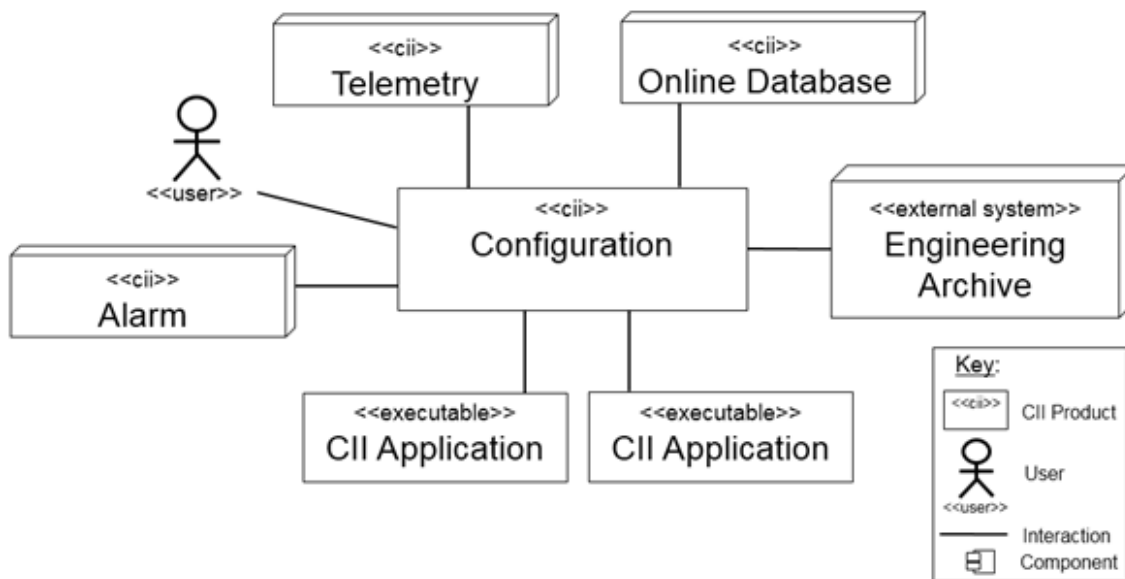 <<cii>>
Telemetry
<<cii>>
Online Database
<<user>>
<<cii>>
Configuration
<<external system>>
Engineering
Archive
<<cii>>
Alarm
<<executable>>
CII Application
<<executable>>
CII Application
Key:
<<cii>>
CII Product
User
<<user>>
Interaction
Component